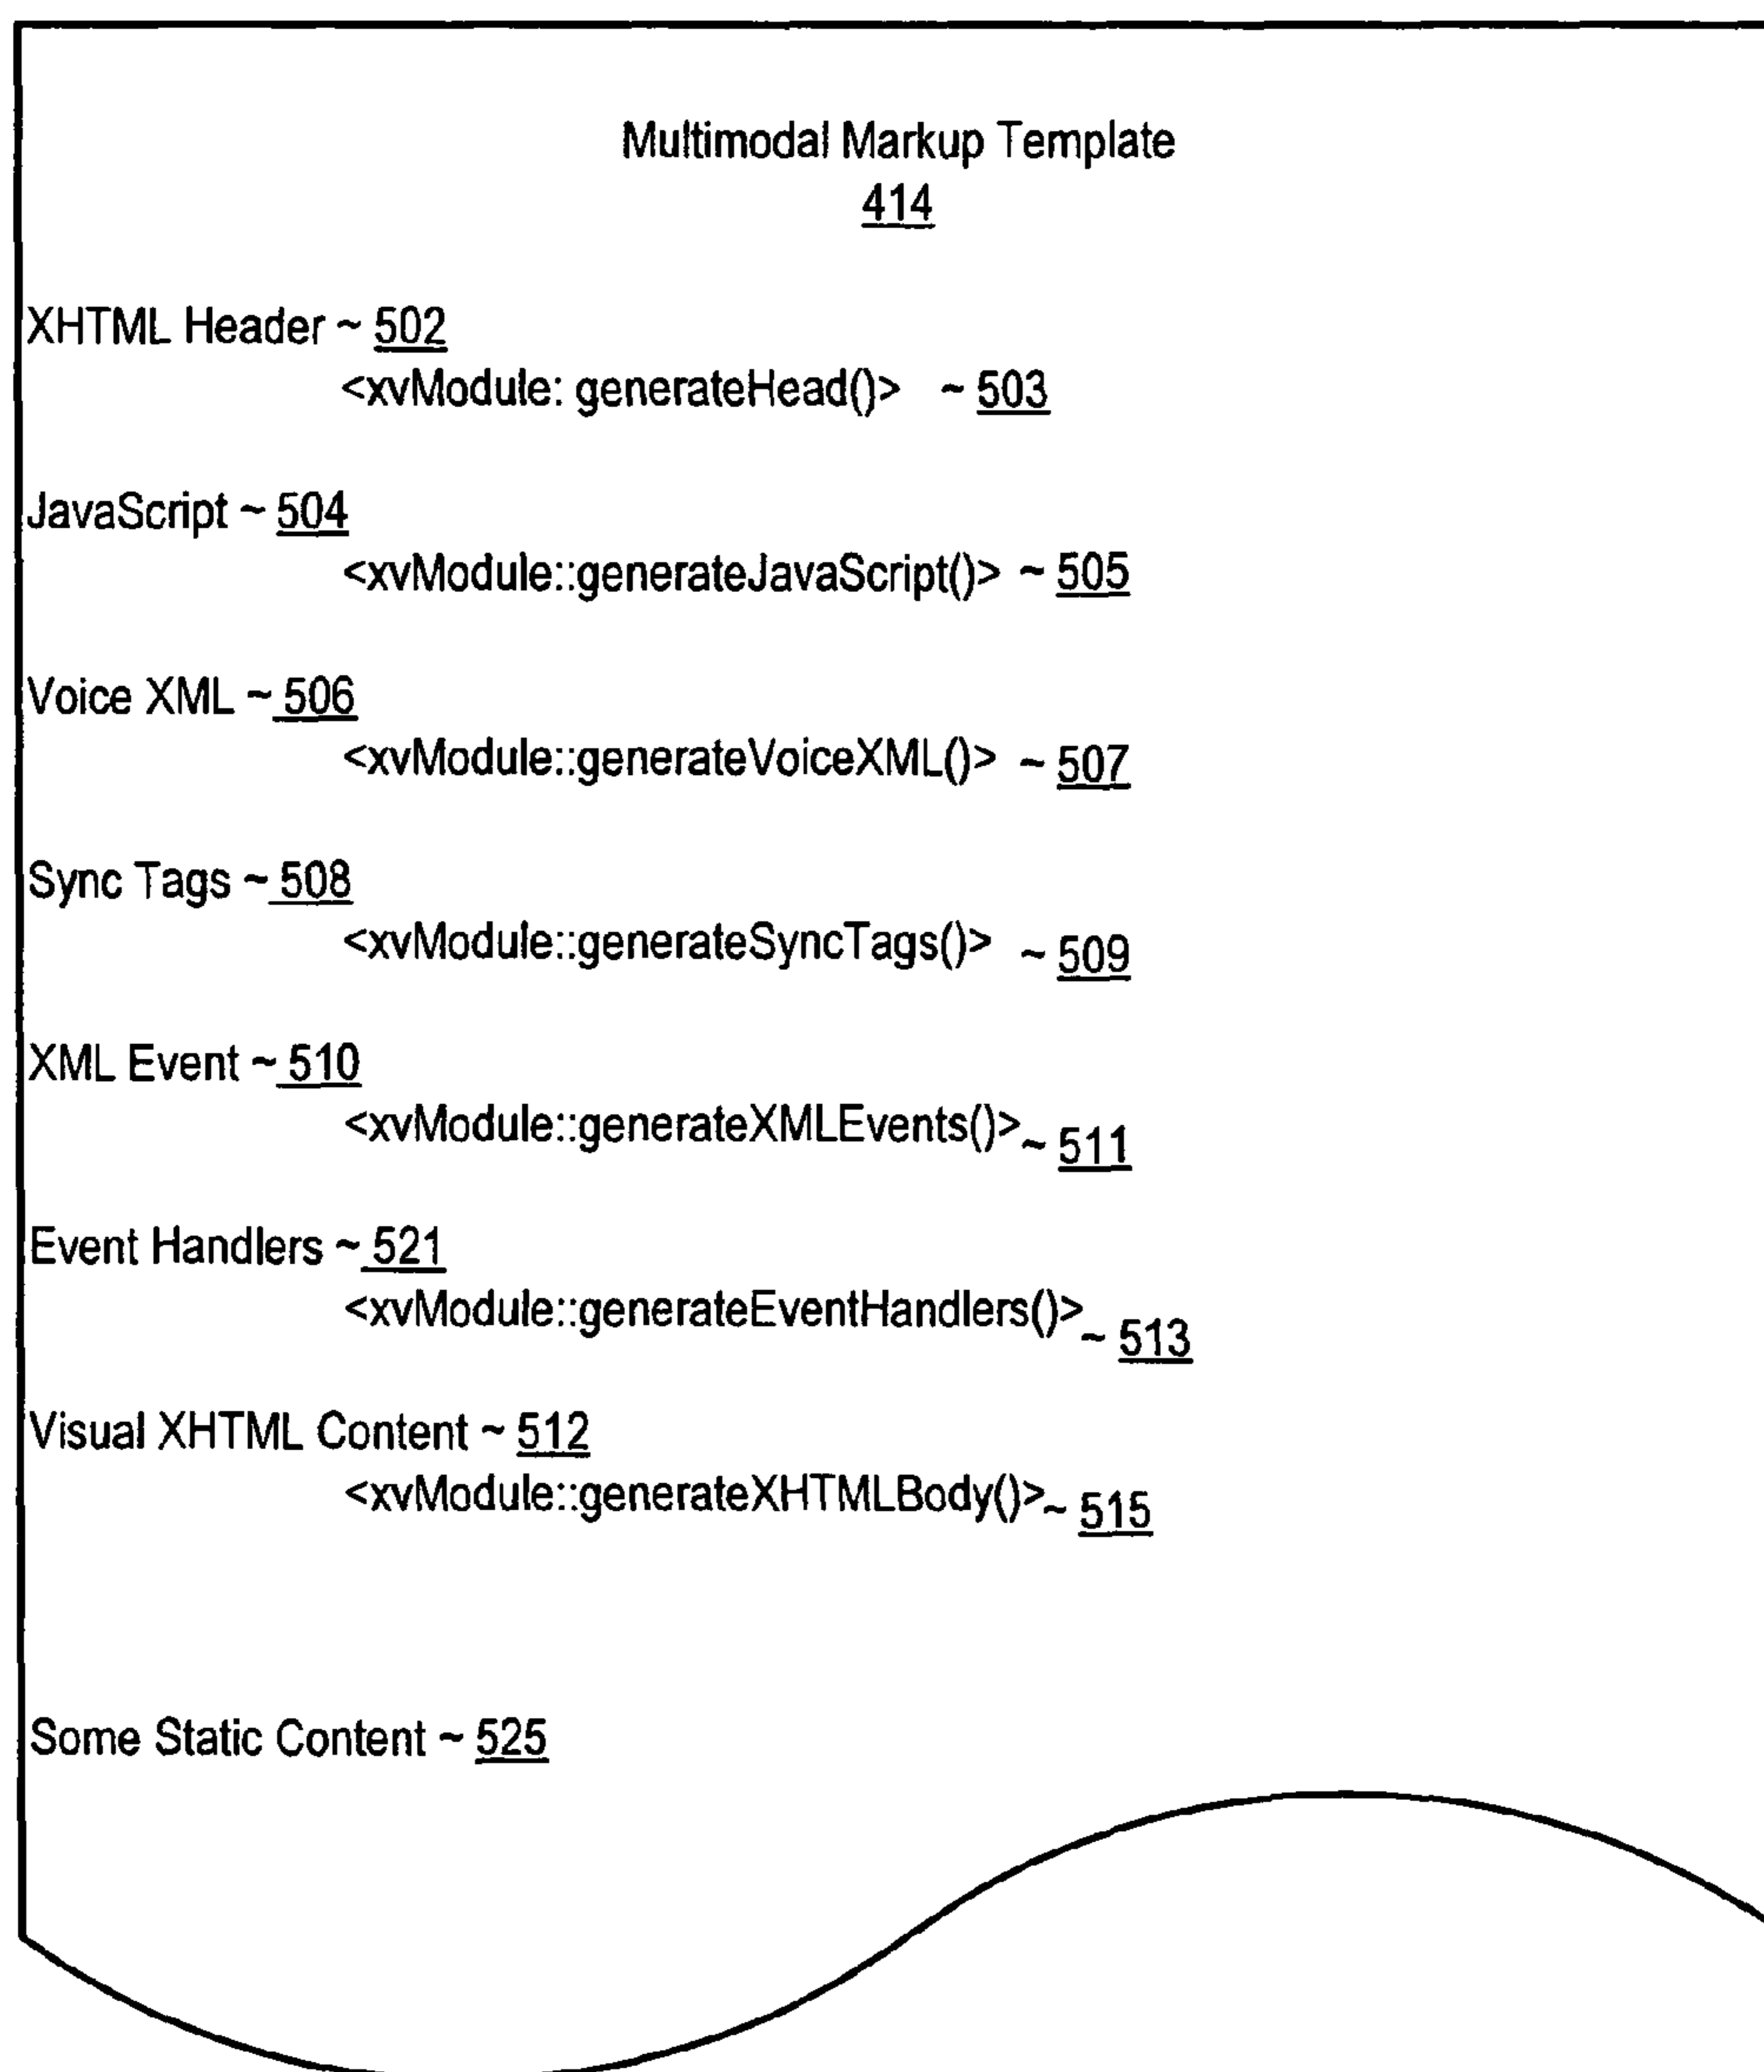 Multimodal Markup Template
414
XHTML Header ~ 502
<xvModule: generateHead()> ~ 503
JavaScript ~ 504
<xvModule::generateJavaScript()> ~ 505
Voice XML ~ 506
<xvModule::generateVoiceXML()> ~ 507
Sync Tags ~ 508
<xvModule::generateSyncTags()> ~ 509
XML Event ~ 510
<xvModule::generateXMLEvents()> ~ 511
Event Handlers ~ 521
<xvModule::generateEventHandlers()> ~ 513
Visual XHTML Content ~ 512
<xvModule::generateXHTMLBody()> ~ 515
Some Static Content ~ 525